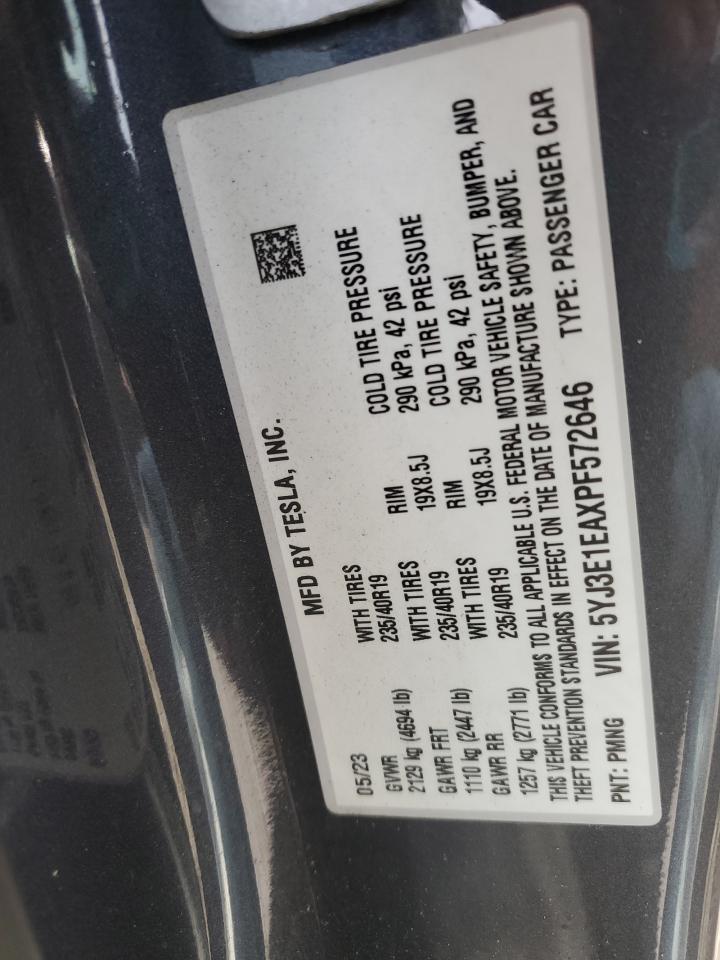 MFD BY TESLA, INC.
05/23
GVWR WITH TIRES RIM COLD TIRE PRESSURE
2129 kg (4694 lb) 235/40R19 19X8.5J 290 kPa, 42 psi
GAWR FRT WITH TIRES RIM COLD TIRE PRESSURE
1110 kg (2447 lb) 235/40R19 19X8.5J 290 kPa, 42 psi
GAWR RR WITH TIRES
1257 kg (2771 lb) 235/40R19
THIS VEHICLE CONFORMS TO ALL APPLICABLE U.S. FEDERAL MOTOR VEHICLE SAFETY, BUMPER, AND
THEFT PREVENTION STANDARDS IN EFFECT ON THE DATE OF MANUFACTURE SHOWN ABOVE.
PNT: PMNG VIN: 5YJ3E1EAXPF572646 TYPE: PASSENGER CAR